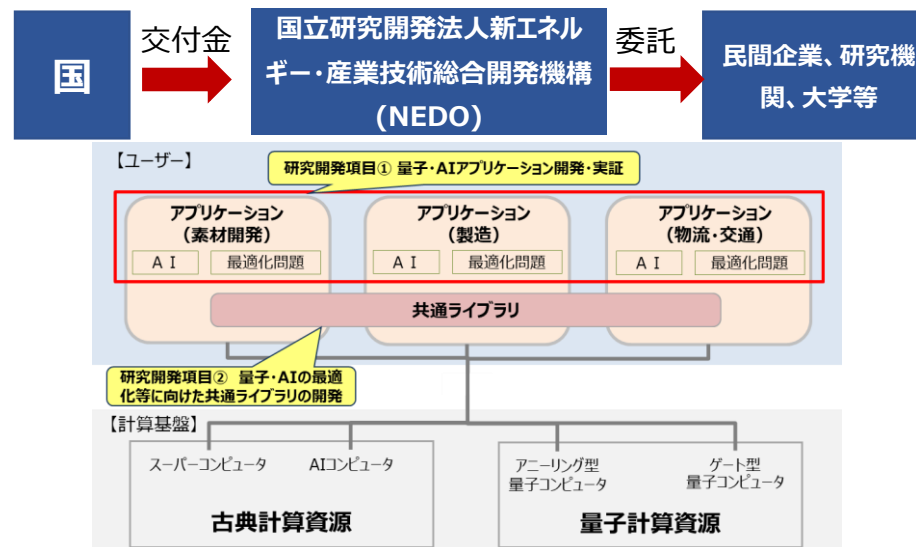 国
交付金
国立研究開発法人新エネル
ギー・産業技術総合開発機構
(NEDO)
委託
民間企業、研究機
関、大学等
【ユーザー】
研究開発項目① 量子・AIアプリケーション開発・実証
アプリケーション
(素材開発)
AI
最適化問題
アプリケーション
(製造)
AI
最適化問題
アプリケーション
(物流・交通)
AI
最適化問題
共通ライブラリ
研究開発項目② 量子・AIの最適
化等に向けた共通ライブラリの開発
【計算基盤】
スーパーコンピュータ
AIコンピュータ
古典計算資源
アニーリング型
量子コンピュータ
ゲート型
量子コンピュータ
量子計算資源